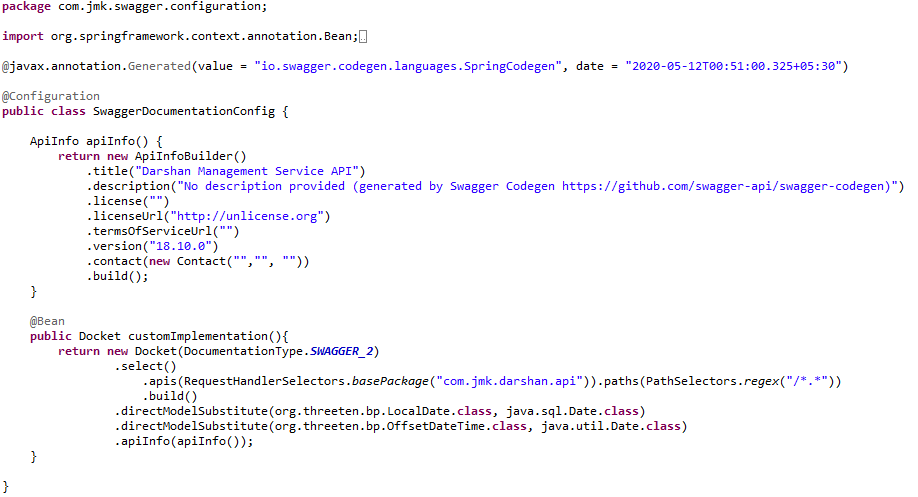 package com.jmk.swagger.configuration;
import org.springframework.context.annotation.Bean;
@javax.annotation.Generated(value = "io.swagger.codegen.languages.SpringCodegen", date = "2020-05-12T00:51:00.325+05:30")
@Configuration
public class SwaggerDocumentationConfig {
ApiInfo apiInfo() {
return new ApiInfoBuilder()
.title("Darshan Management Service API")
.description("No description provided (generated by Swagger Codegen https://github.com/swagger-api/swagger-codegen)")
.license("")
.licenseUrl("http://unlicense.org")
.termsOfServiceUrl("")
.version("18.10.0")
.contact(new Contact("","", ""))
.build();
}
@Bean
public Docket customImplementation(){
return new Docket(DocumentationType.SWAGGER_2)
.select()
.apis(RequestHandlerSelectors.basePackage("com.jmk.darshan.api")).paths(PathSelectors.regex("/*.*"))
.build()
.directModelSubstitute(org.threeten.bp.LocalDate.class, java.sql.Date.class)
.directModelSubstitute(org.threeten.bp.OffsetDateTime.class, java.util.Date.class)
.apiInfo(apiInfo());
}
}